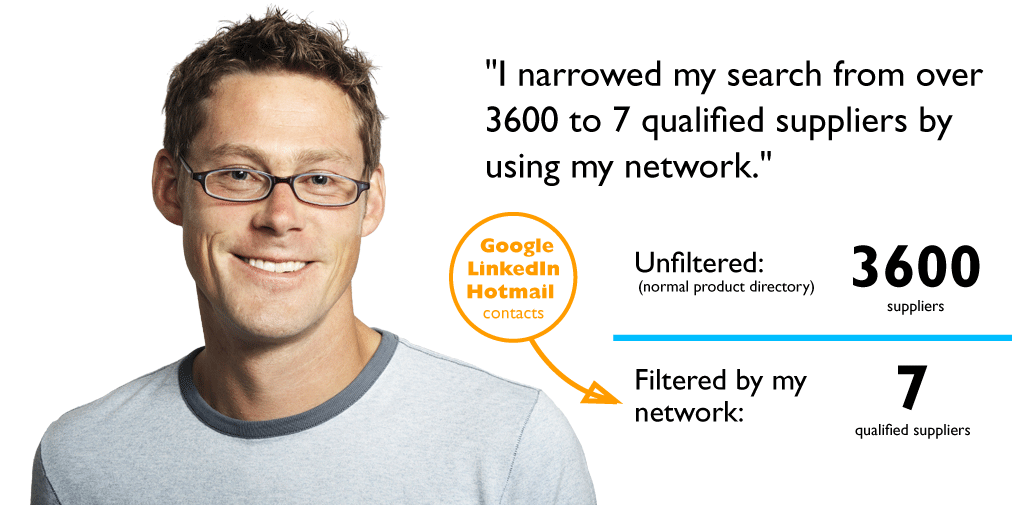 "I narrowed my search from over
3600 to 7 qualified suppliers by
using my network."
Google
LinkedIn
Hotmail
contacts
Unfiltered:
(normal product directory)
3600
suppliers
Filtered by my
network:
7
qualified suppliers